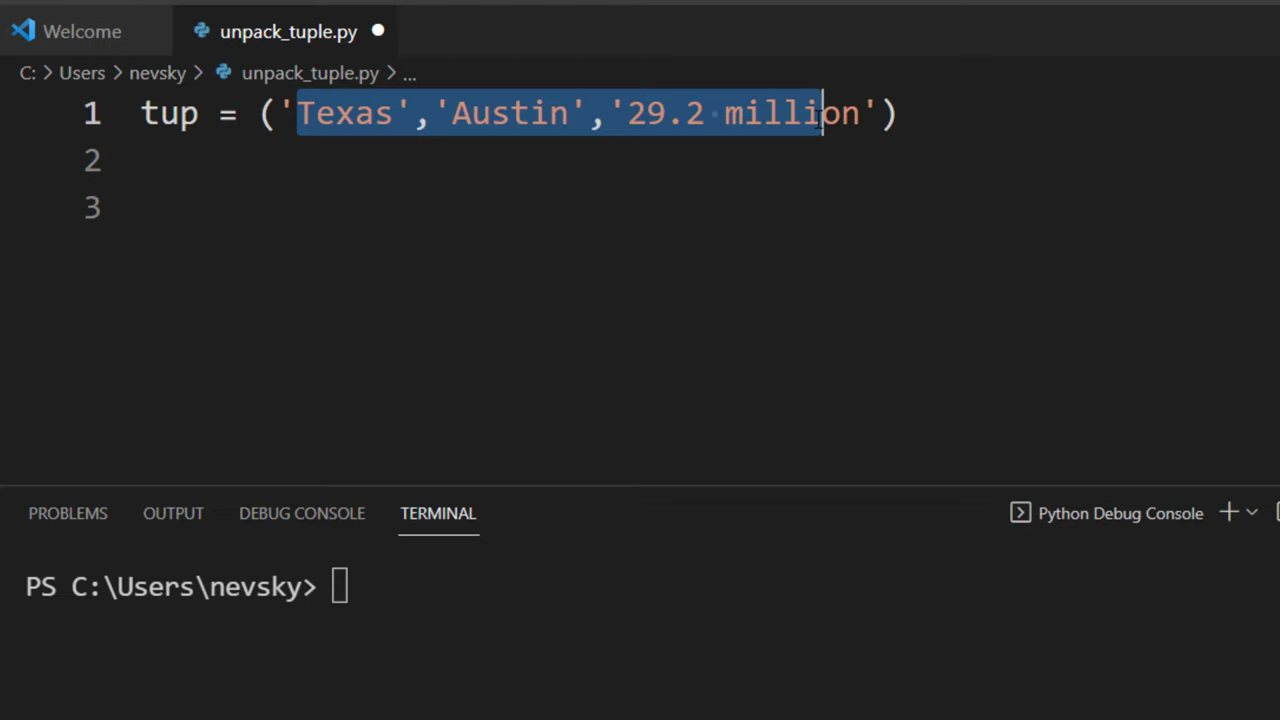 Welcome unpack_tuple.py
C: > Users > nevsky > unpack_tuple.py > ...
1 tup = ('Texas','Austin','29.2 million')
2
3
PROBLEMS OUTPUT DEBUG CONSOLE TERMINAL Python Debug Console
PS C:\Users\nevsky>